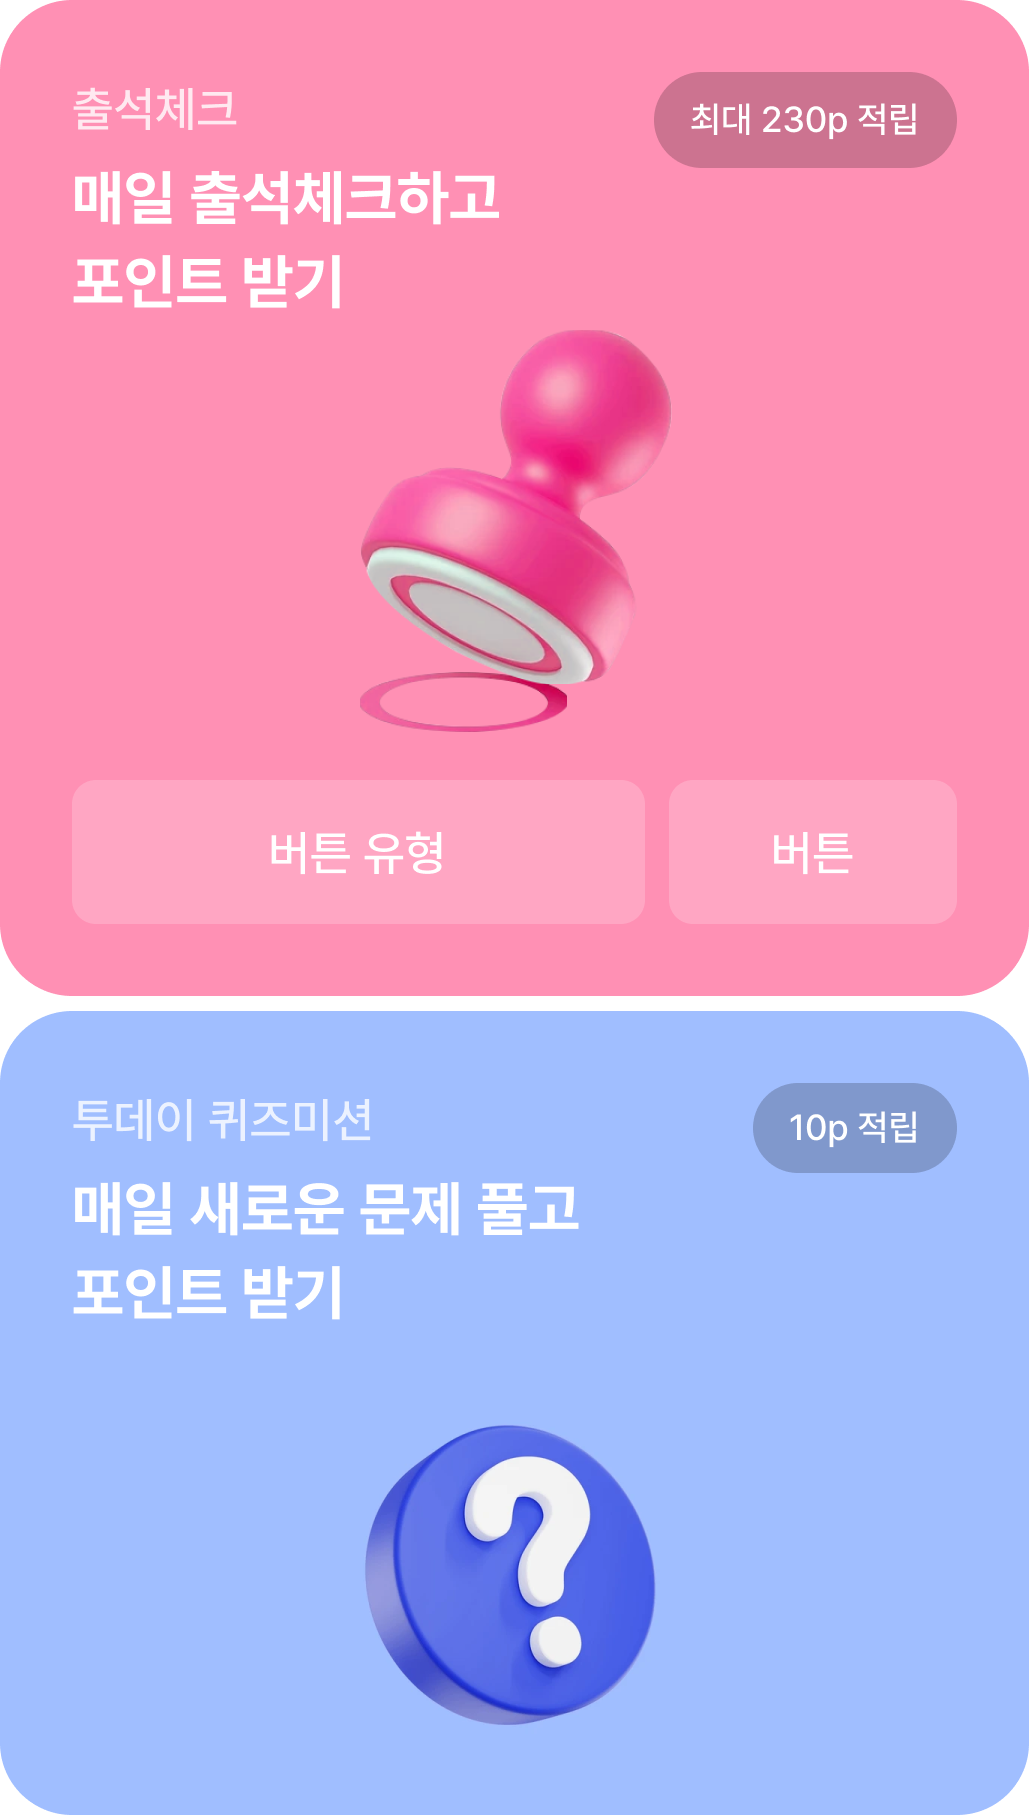 출석체크
최대 230p 적립
매일 출석체크하고
포인트 받기
버튼 유형
버튼
투데이 퀴즈미션
10p 적립
매일 새로운 문제 풀고
포인트 받기
?